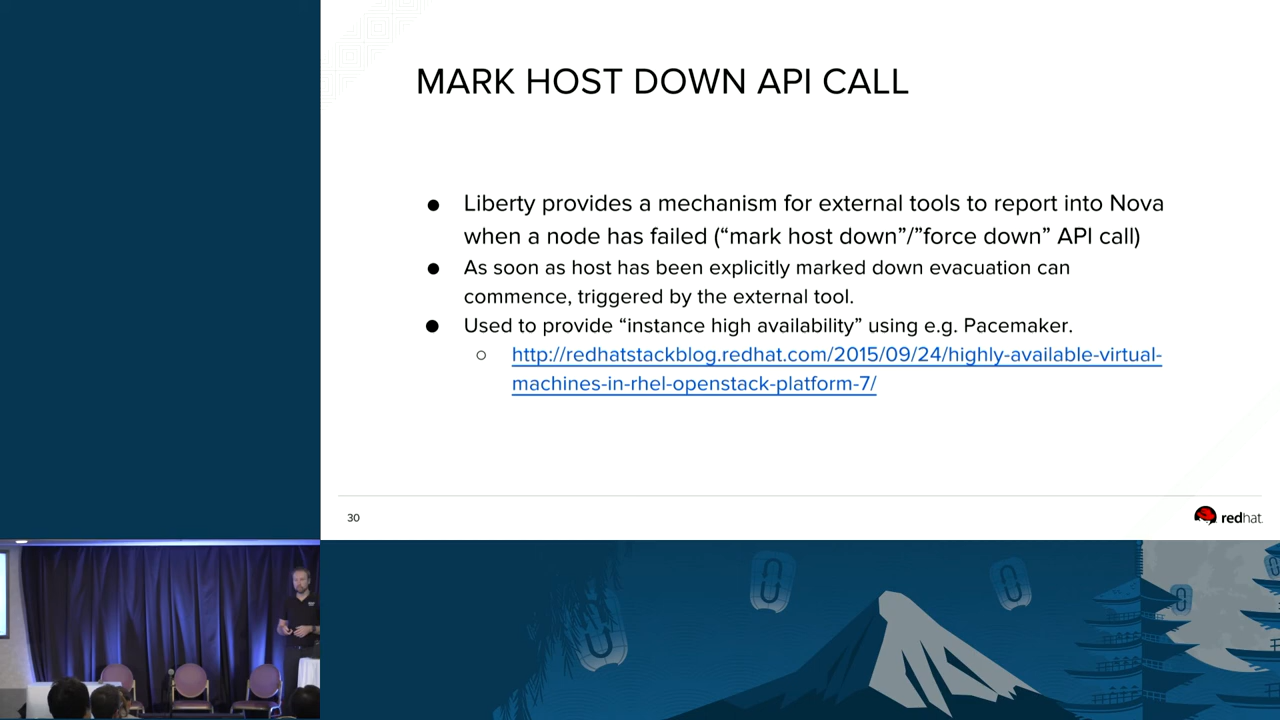 MARK HOST DOWN API CALL
● Liberty provides a mechanism for external tools to report into Nova
when a node has failed (“mark host down”/”force down” API call)
● As soon as host has been explicitly marked down evacuation can
commence, triggered by the external tool.
● Used to provide “instance high availability” using e.g. Pacemaker.
○ http://redhatstackblog.redhat.com/2015/09/24/highly-available-virtual-
machines-in-rhel-openstack-platform-7/
30
redhat